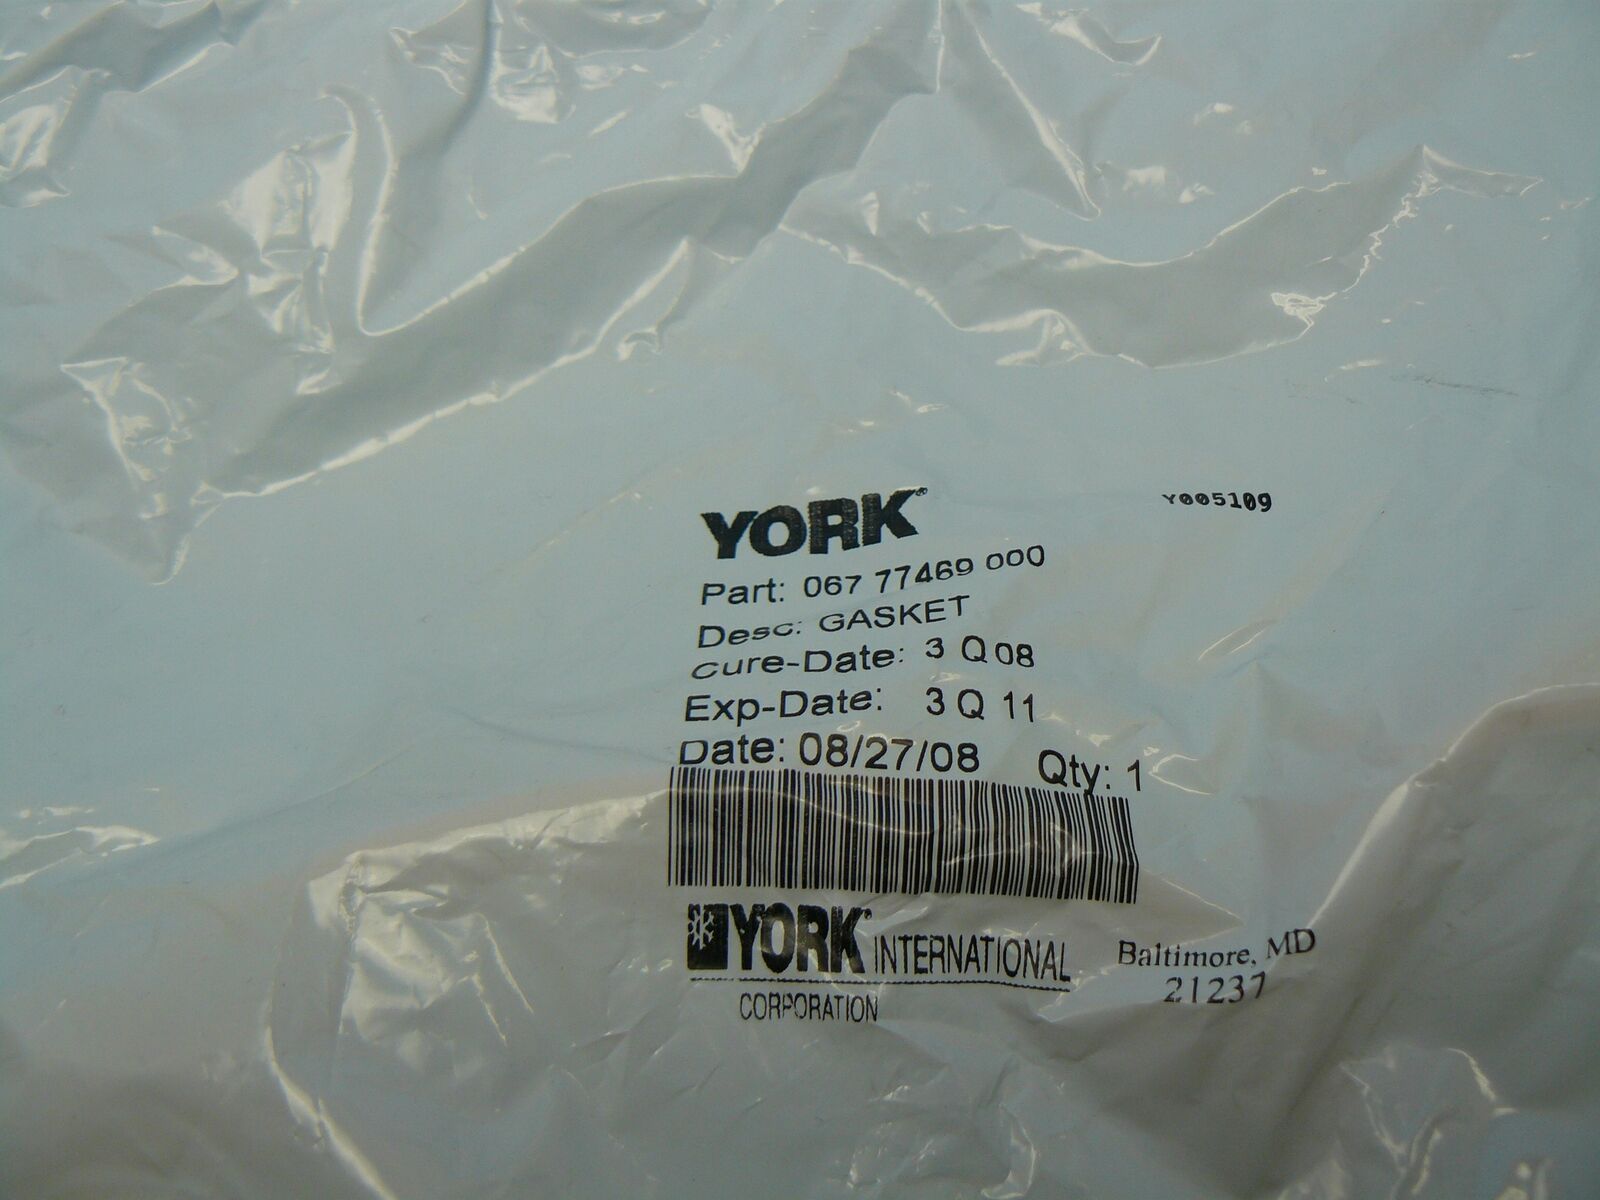 YORK® Y005109
Part: 067 77469 000
Desc: GASKET
Cure-Date: 3 Q 08
Exp-Date: 3 Q 11
Date: 08/27/08 Qty: 1
YORK® INTERNATIONAL Baltimore, MD
CORPORATION 21237